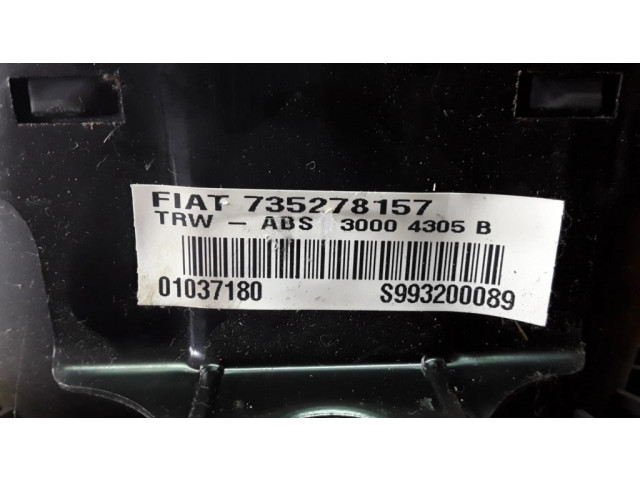 FIAT 735278157
TRW - ABS 3000 4305 B
01037180 S993200089